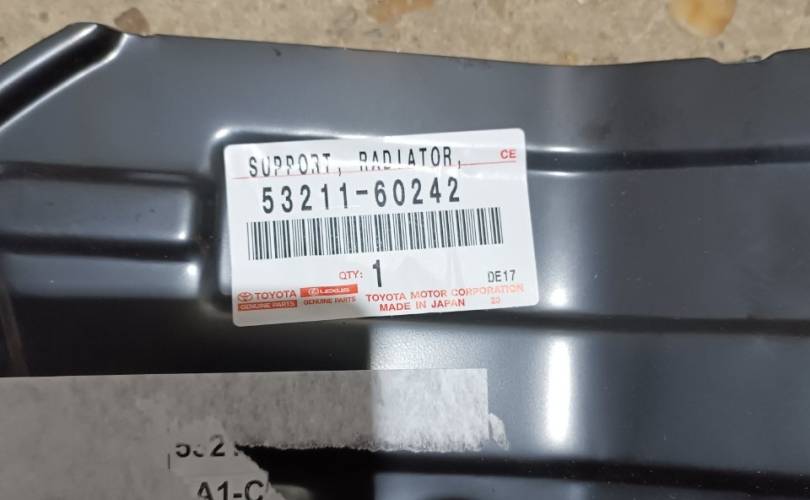 SUPPORT, RADIATOR, CE
53211-60242
QTY: 1 DE17
TOYOTA LEXUS TOYOTA MOTOR CORPORATION
GENUINE PARTS GENUINE PARTS MADE IN JAPAN 20
A1-C